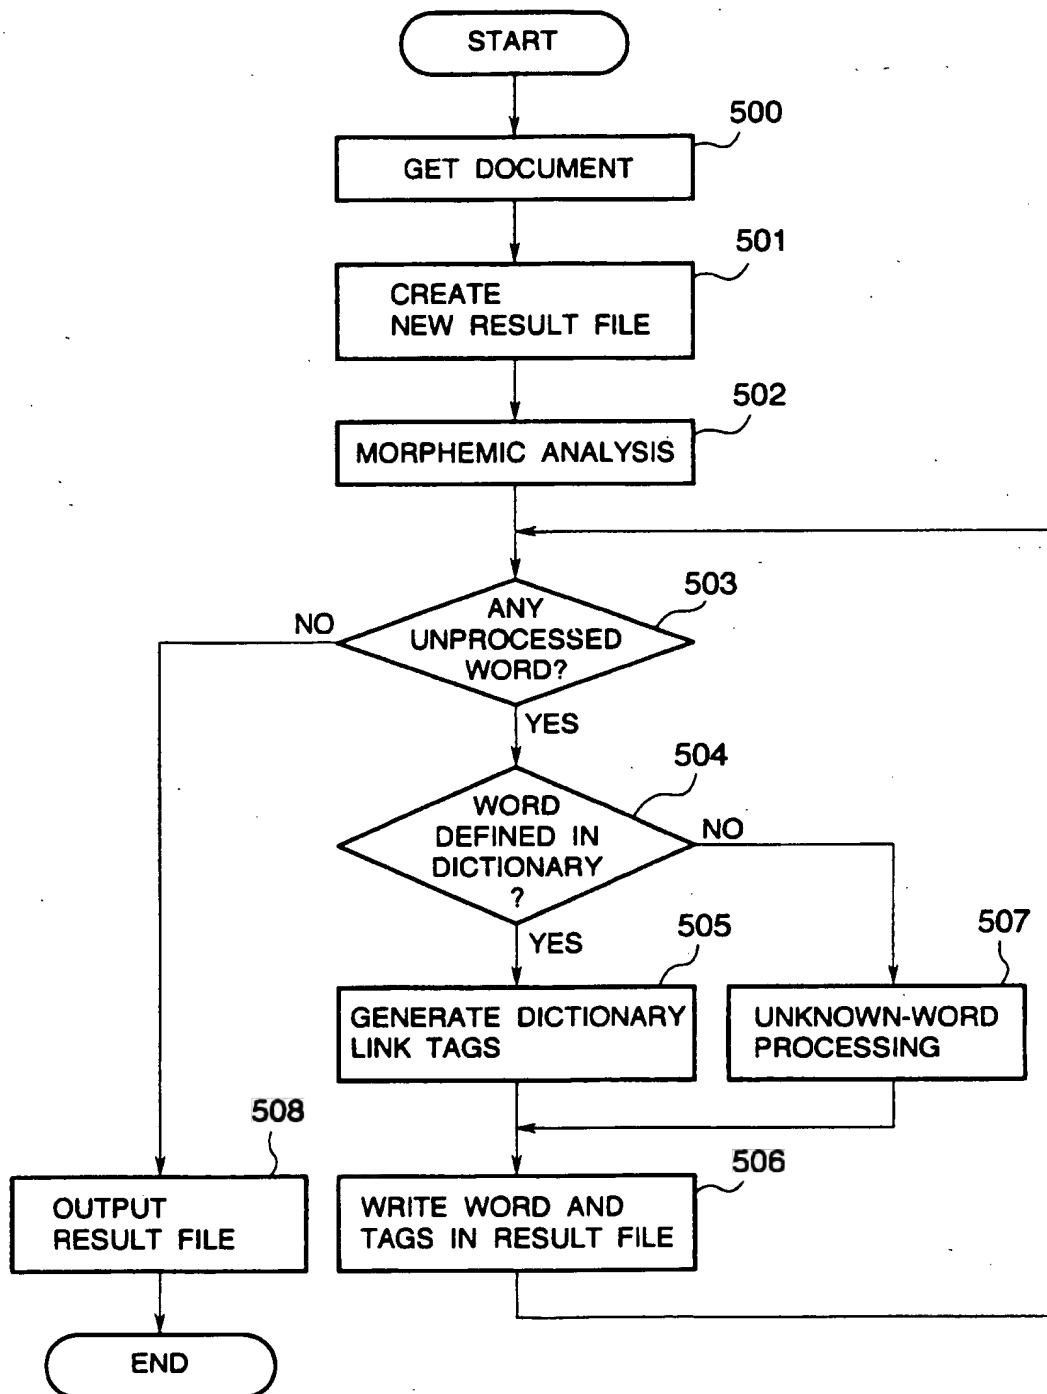 START
500
GET DOCUMENT
501
CREATE
NEW RESULT FILE
502
MORPHEMIC ANALYSIS
503
ANY
UNPROCESSED
WORD?
NO
YES
504
WORD
DEFINED IN
DICTIONARY
?
NO
YES
505
GENERATE DICTIONARY
LINK TAGS
507
UNKNOWN-WORD
PROCESSING
506
WRITE WORD AND
TAGS IN RESULT FILE
508
OUTPUT
RESULT FILE
END